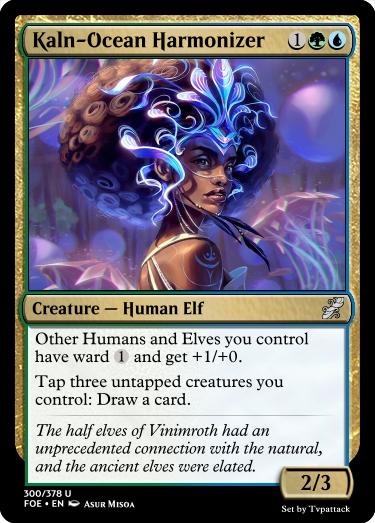 Kaln-Ocean Harmonizer 1
Creature — Human Elf
Other Humans and Elves you control
have ward 1 and get +1/+0.
Tap three untapped creatures you
control: Draw a card.
The half elves of Vinimroth had an
unprecedented connection with the natural,
and the ancient elves were elated.
2/3
300/378 U
FOE • EN Asur Misoa
Set by Tvpattack